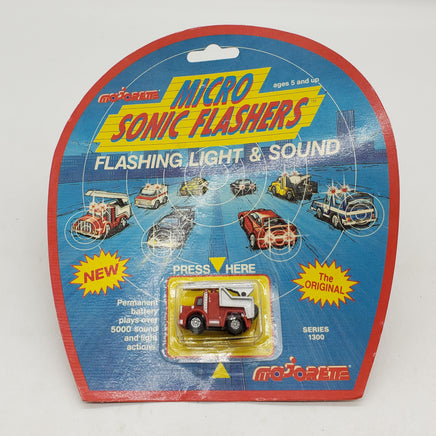 majorette
ages 5 and up
MiCRO
SONIC FLASHERS™
FLASHING LIGHT & SOUND
NEW
PRESS HERE
The
ORIGINAL
Permanent
battery
plays over
5000 sound
and light
actions.
SERIES
1300
majorette